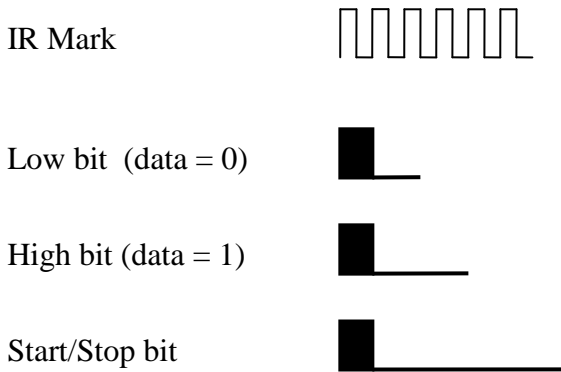 IR Mark
Low bit (data = 0)
High bit (data = 1)
Start/Stop bit